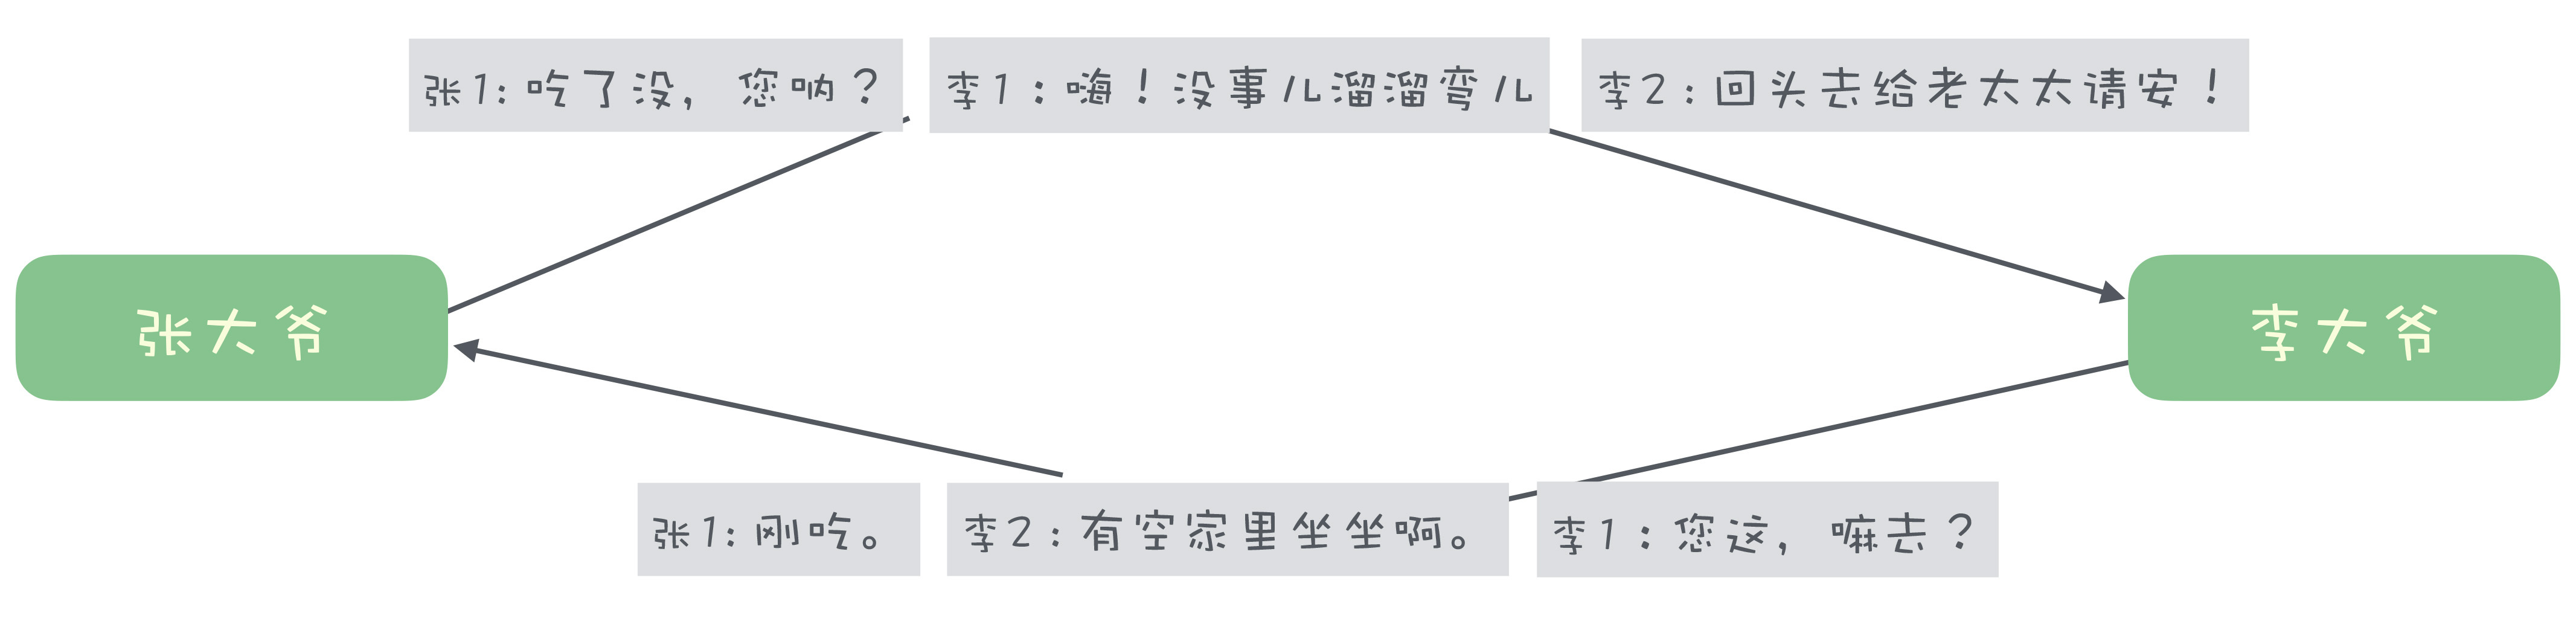 张1：吃了没，您呐？
李1：嗨！没事儿溜溜弯儿
李2：回头去给老太太请安！
张大爷
李大爷
张1：刚吃。
李2：有空家里坐坐啊。
李1：您这，嘛去？